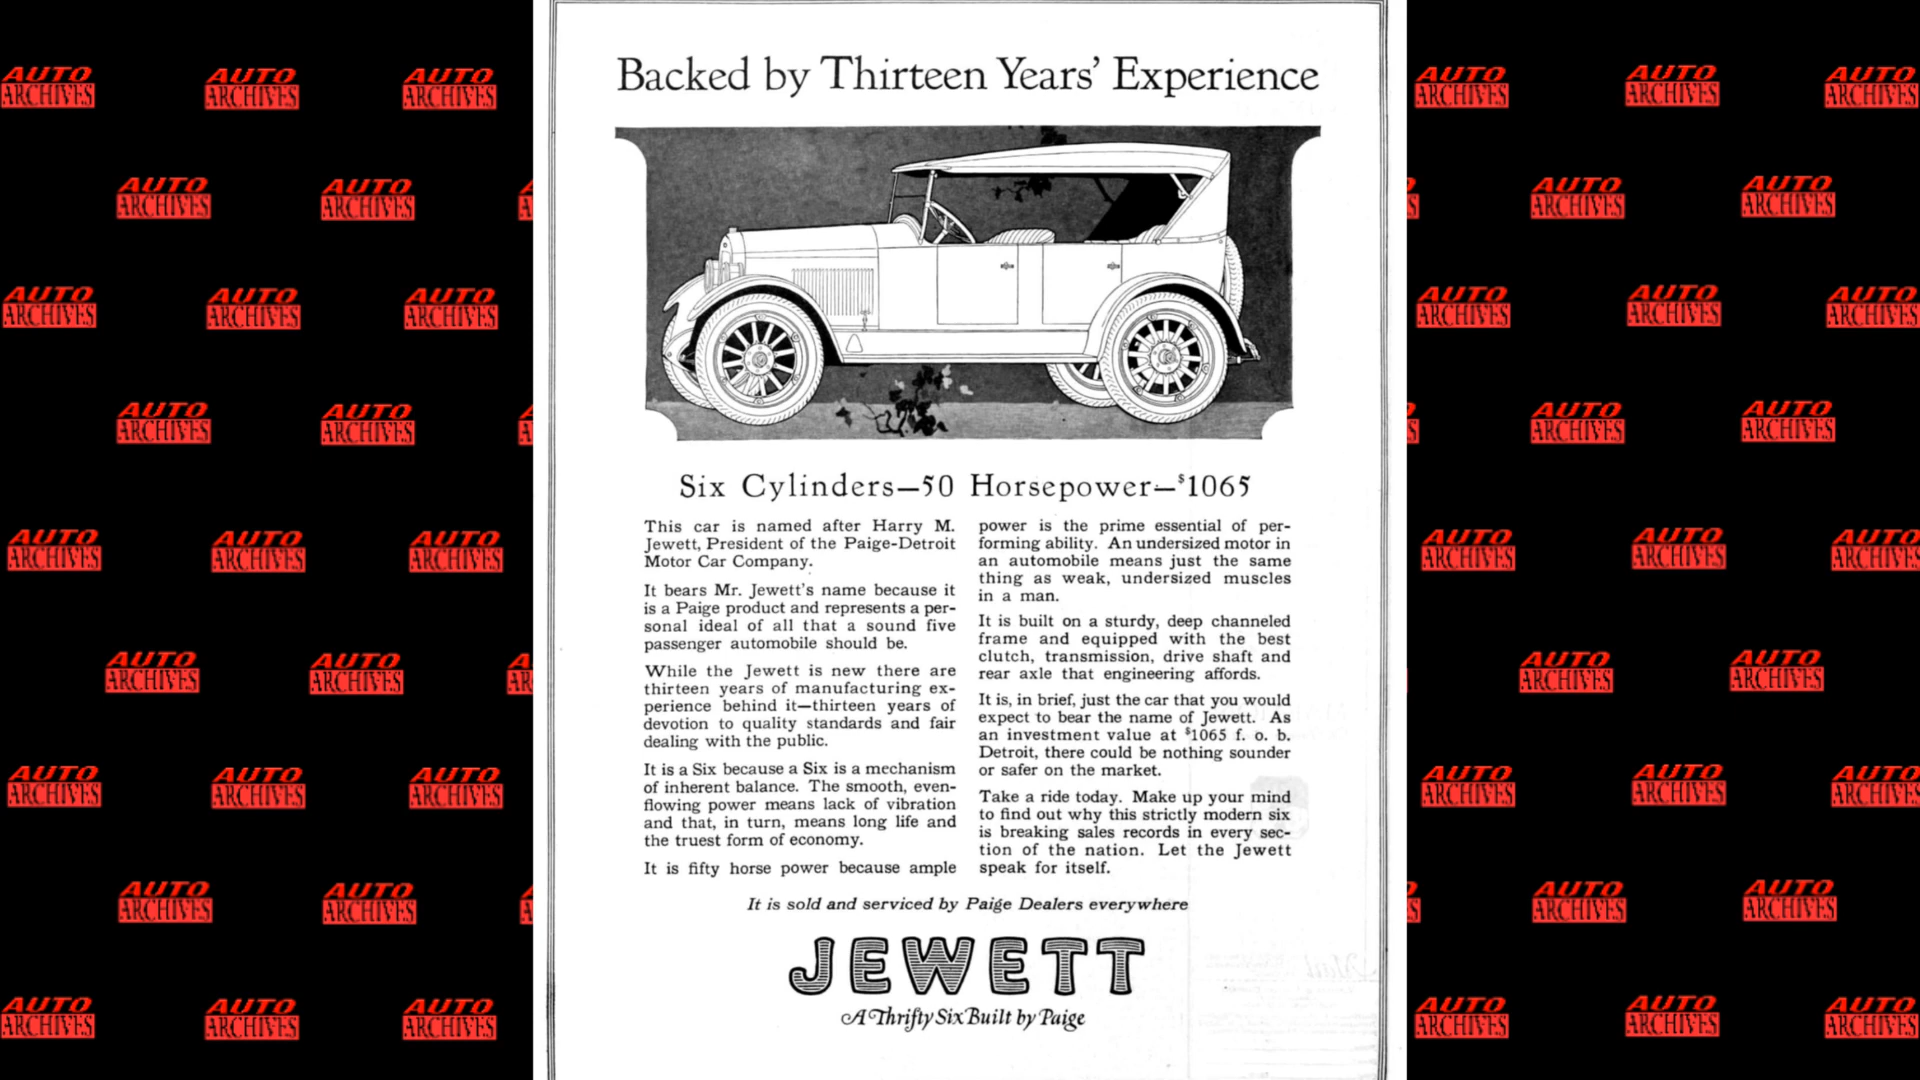 Backed by Thirteen Years' Experience
Six Cylinders—50 Horsepower—$1065
This car is named after Harry M.
Jewett, President of the Paige-Detroit
Motor Car Company.
It bears Mr. Jewett's name because it
is a Paige product and represents a per-
sonal ideal of all that a sound five
passenger automobile should be.
While the Jewett is new there are
thirteen years of manufacturing ex-
perience behind it—thirteen years of
devotion to quality standards and fair
dealing with the public.
It is a Six because a Six is a mechanism
of inherent balance. The smooth, even-
flowing power means lack of vibration
and that, in turn, means long life and
the truest form of economy.
It is fifty horse power because ample
power is the prime essential of per-
forming ability. An undersized motor in
an automobile means just the same
thing as weak, undersized muscles
in a man.
It is built on a sturdy, deep channeled
frame and equipped with the best
clutch, transmission, drive shaft and
rear axle that engineering affords.
It is, in brief, just the car that you would
expect to bear the name of Jewett. As
an investment value at $1065 f. o. b.
Detroit, there could be nothing sounder
or safer on the market.
Take a ride today. Make up your mind
to find out why this strictly modern six
is breaking sales records in every sec-
tion of the nation. Let the Jewett
speak for itself.
It is sold and serviced by Paige Dealers everywhere
JEWETT
A Thrifty Six Built by Paige
AUTO
ARCHIVES